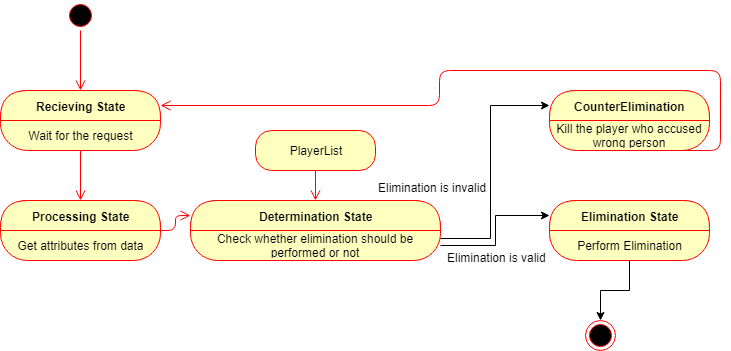 Recieving State
Wait for the request
CounterElimination
Kill the player who accused
wrong person
PlayerList
Elimination is invalid
Processing State
Get attributes from data
Determination State
Check whether elimination should be
performed or not
Elimination State
Perform Elimination
Elimination is valid